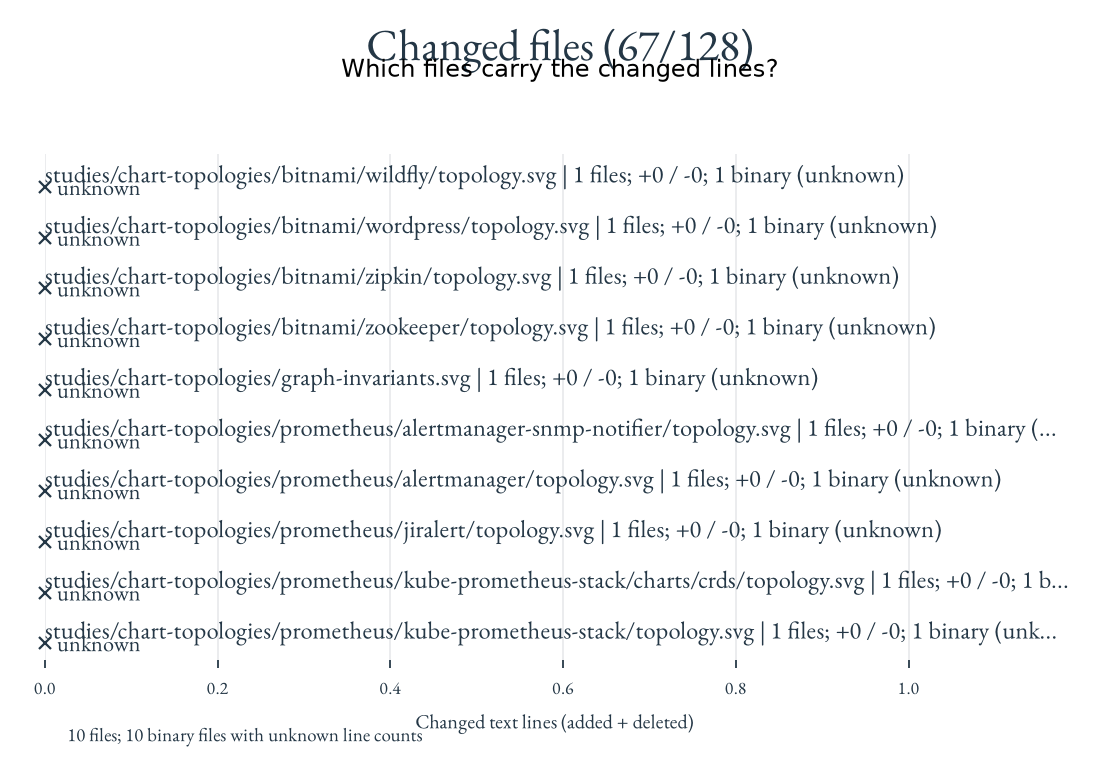 Changed files (67/128)
Which files carry the changed lines?
studies/chart-topologies/bitnami/wildfly/topology.svg | 1 files; +0 / -0; 1 binary (unknown)
unknown
studies/chart-topologies/bitnami/wordpress/topology.svg | 1 files; +0 / -0; 1 binary (unknown)
unknown
studies/chart-topologies/bitnami/zipkin/topology.svg | 1 files; +0 / -0; 1 binary (unknown)
unknown
studies/chart-topologies/bitnami/zookeeper/topology.svg | 1 files; +0 / -0; 1 binary (unknown)
unknown
studies/chart-topologies/graph-invariants.svg | 1 files; +0 / -0; 1 binary (unknown)
unknown
studies/chart-topologies/prometheus/alertmanager-snmp-notifier/topology.svg | 1 files; +0 / -0; 1 binary (...
unknown
studies/chart-topologies/prometheus/alertmanager/topology.svg | 1 files; +0 / -0; 1 binary (unknown)
unknown
studies/chart-topologies/prometheus/jiralert/topology.svg | 1 files; +0 / -0; 1 binary (unknown)
unknown
studies/chart-topologies/prometheus/kube-prometheus-stack/charts/crds/topology.svg | 1 files; +0 / -0; 1 b...
unknown
studies/chart-topologies/prometheus/kube-prometheus-stack/topology.svg | 1 files; +0 / -0; 1 binary (unk...
unknown
0.0 0.2 0.4 0.6 0.8 1.0
Changed text lines (added + deleted)
10 files; 10 binary files with unknown line counts